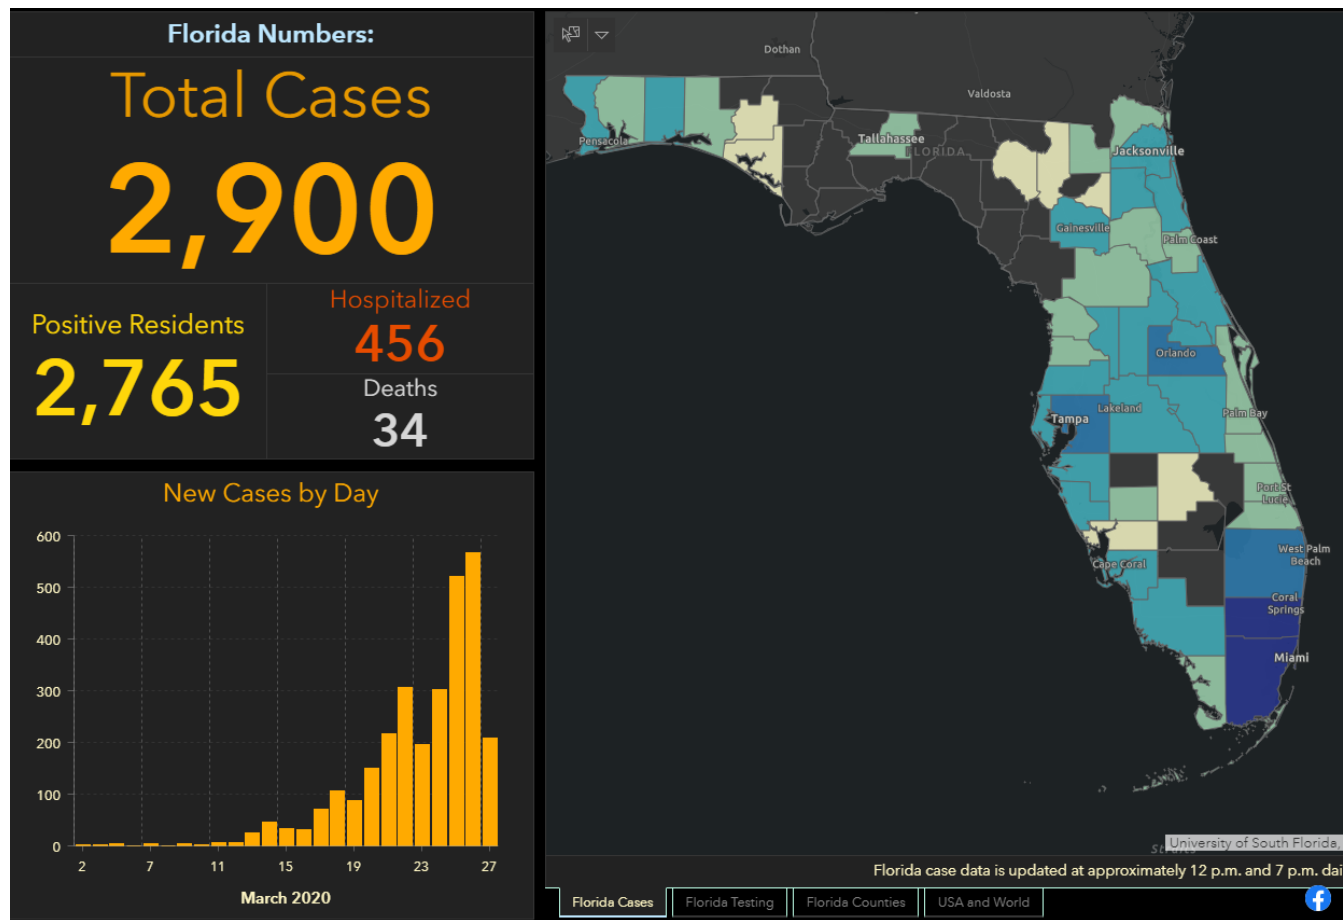 Florida Numbers:
Total Cases
2,900
Positive Residents
2,765
Hospitalized
456
Deaths
34
New Cases by Day
600
500
400
300
200
100
0
2
7
11
15
19
23
27
March 2020
Dothan
Valdosta
Pensacola
Tallahassee
FLORIDA
Jacksonville
Gainesville
Palm Coast
Orlando
Lakeland
Tampa
Palm Bay
Port St
Lucie
West Palm
Beach
Cape Coral
Coral
Springs
Miami
University of South Florida,
Florida case data is updated at approximately 12 p.m. and 7 p.m. dai
Florida Cases
Florida Testing
Florida Counties
USA and World